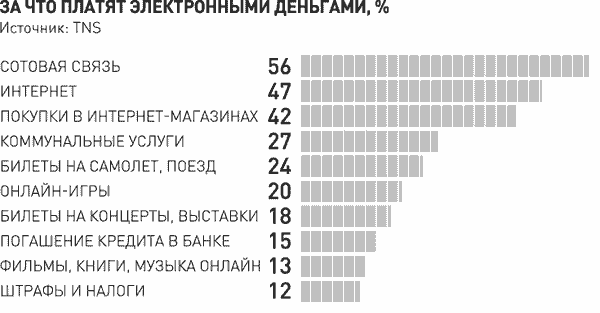 ЗА ЧТО ПЛАТЯТ ЭЛЕКТРОННЫМИ ДЕНЬГАМИ, %
Источник: TNS
СОТОВАЯ СВЯЗЬ 56
ИНТЕРНЕТ 47
ПОКУПКИ В ИНТЕРНЕТ-МАГАЗИНАХ 42
КОММУНАЛЬНЫЕ УСЛУГИ 27
БИЛЕТЫ НА САМОЛЕТ, ПОЕЗД 24
ОНЛАЙН-ИГРЫ 20
БИЛЕТЫ НА КОНЦЕРТЫ, ВЫСТАВКИ 18
ПОГАШЕНИЕ КРЕДИТА В БАНКЕ 15
ФИЛЬМЫ, КНИГИ, МУЗЫКА ОНЛАЙН 13
ШТРАФЫ И НАЛОГИ 12